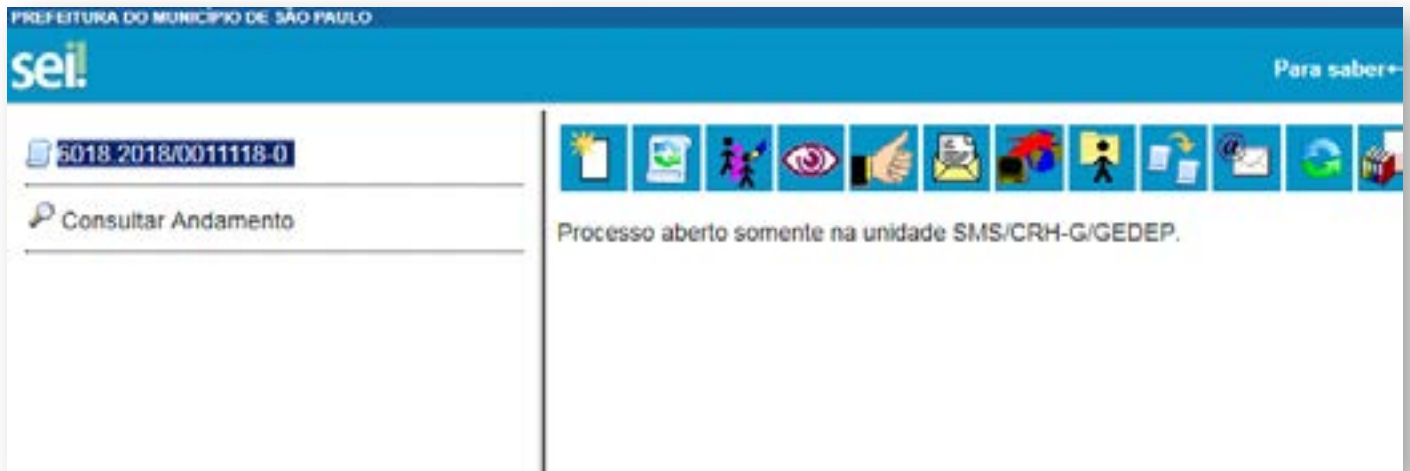 PREFEITURA DO MUNICÍPIO DE SÃO PAULO
sei!
Para saber+
6018.2018/0011118-0
Consultar Andamento
Processo aberto somente na unidade SMS/CRH-G/GEDEP.